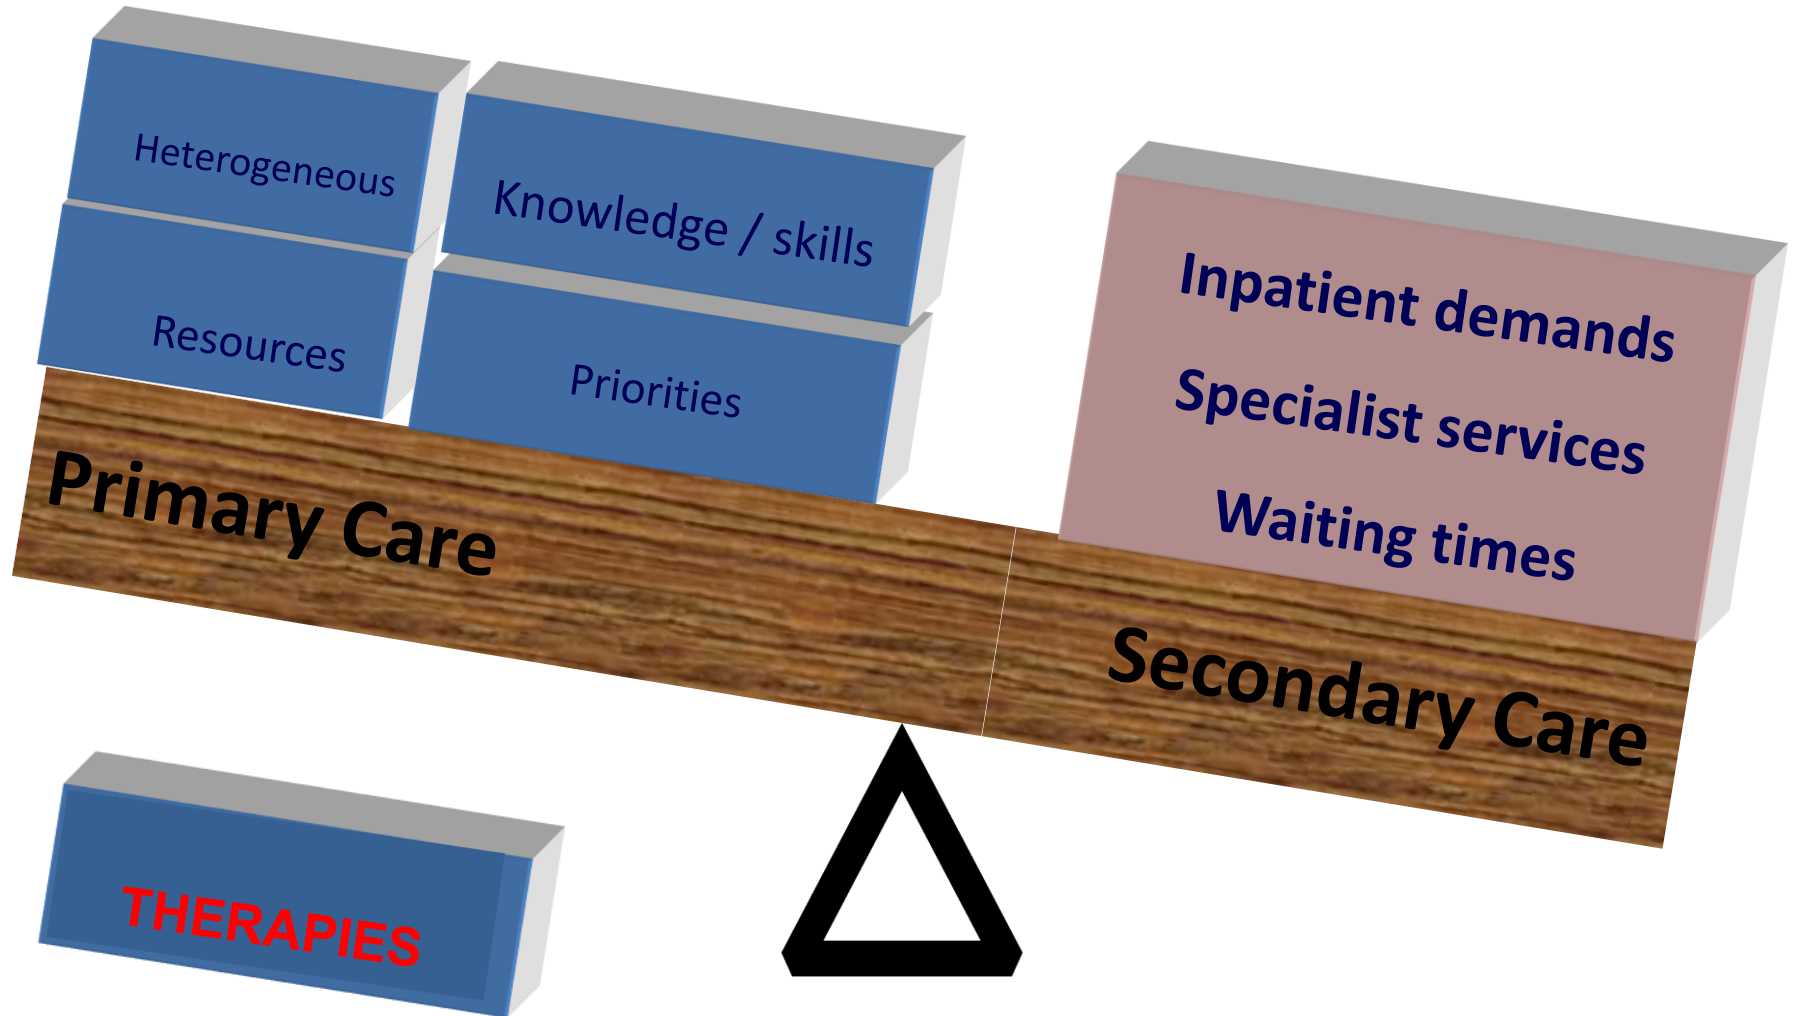 Heterogeneous
Knowledge / skills
Resources
Priorities
Inpatient demands
Specialist services
Waiting times
Primary Care
Secondary Care
THERAPIES